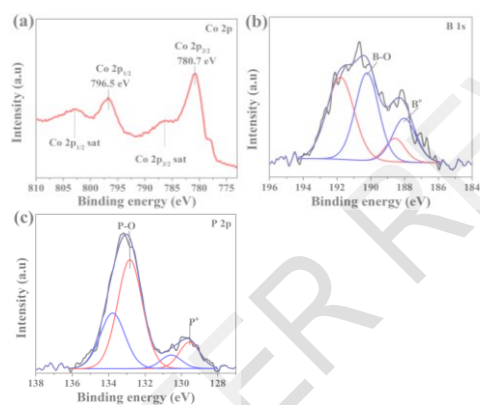 (a)
Co 2p
Co 2p3/2
780.7 eV
Co 2p1/2
796.5 eV
Co 2p1/2 sat
Co 2p3/2 sat
Intensity (a.u)
810 805 800 795 790 785 780 775
Binding energy (eV)
(b)
B 1s
B-O
Intensity (a.u)
196 194 192 190 188 186 184
Binding energy (eV)
(c)
P 2p
P-O
Intensity (a.u)
138 136 134 132 130 128
Binding energy (eV)